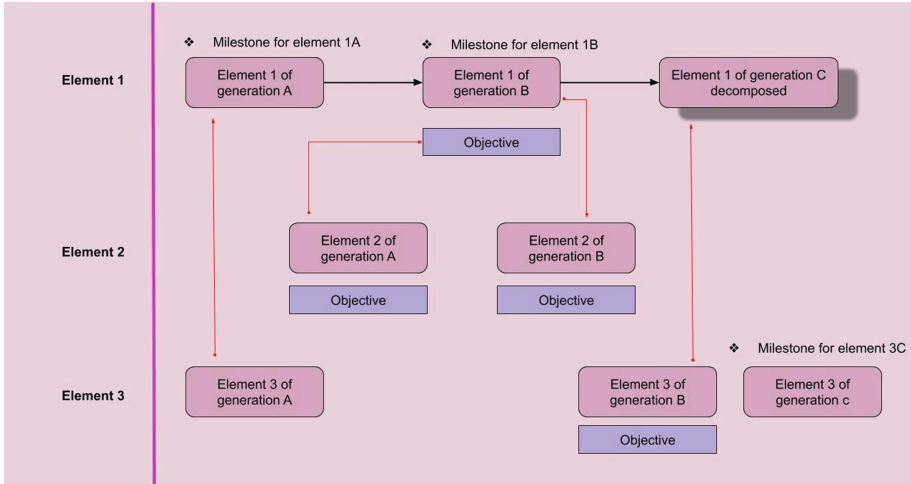 ❖ Milestone for element 1A
❖ Milestone for element 1B
Element 1
Element 1 of
generation A
Element 1 of
generation B
Element 1 of generation C
decomposed
Objective
Element 2
Element 2 of
generation A
Element 2 of
generation B
Objective
Objective
❖ Milestone for element 3C
Element 3
Element 3 of
generation A
Element 3 of
generation B
Element 3 of
generation c
Objective